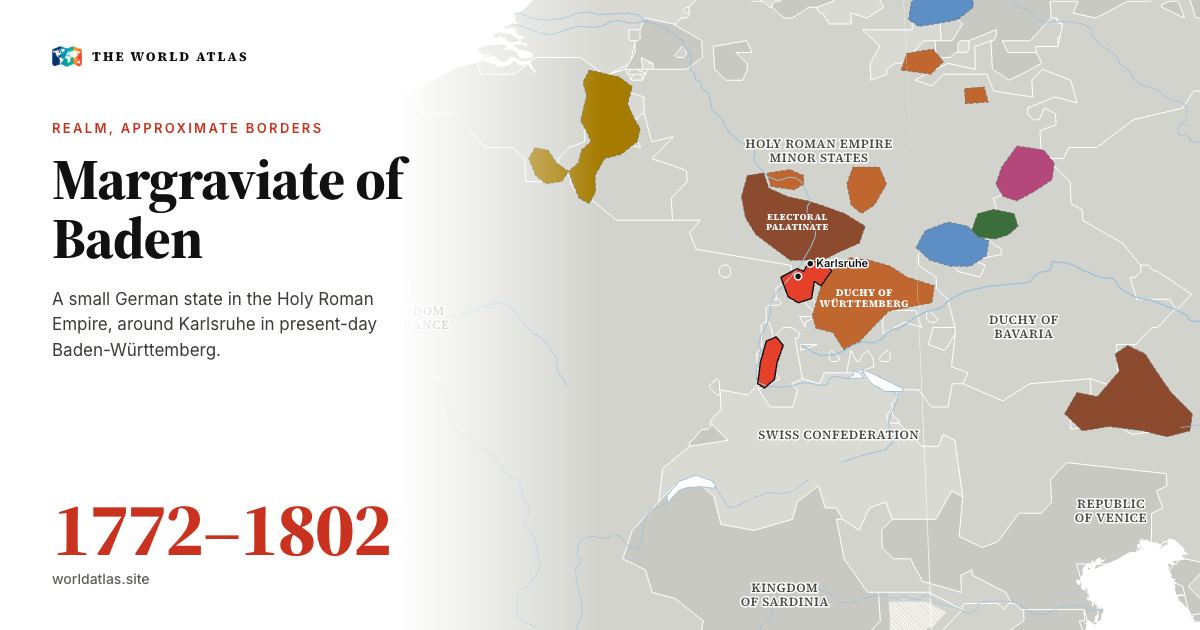 THE WORLD ATLAS
REALM, APPROXIMATE BORDERS
Margraviate of
Baden
A small German state in the Holy Roman
Empire, around Karlsruhe in present-day
Baden-Württemberg.
1772–1802
worldatlas.site
HOLY ROMAN EMPIRE
MINOR STATES
ELECTORAL
PALATINATE
Karlsruhe
DUCHY OF
WÜRTTEMBERG
DUCHY OF
BAVARIA
SWISS CONFEDERATION
REPUBLIC
OF VENICE
KINGDOM
OF SARDINIA